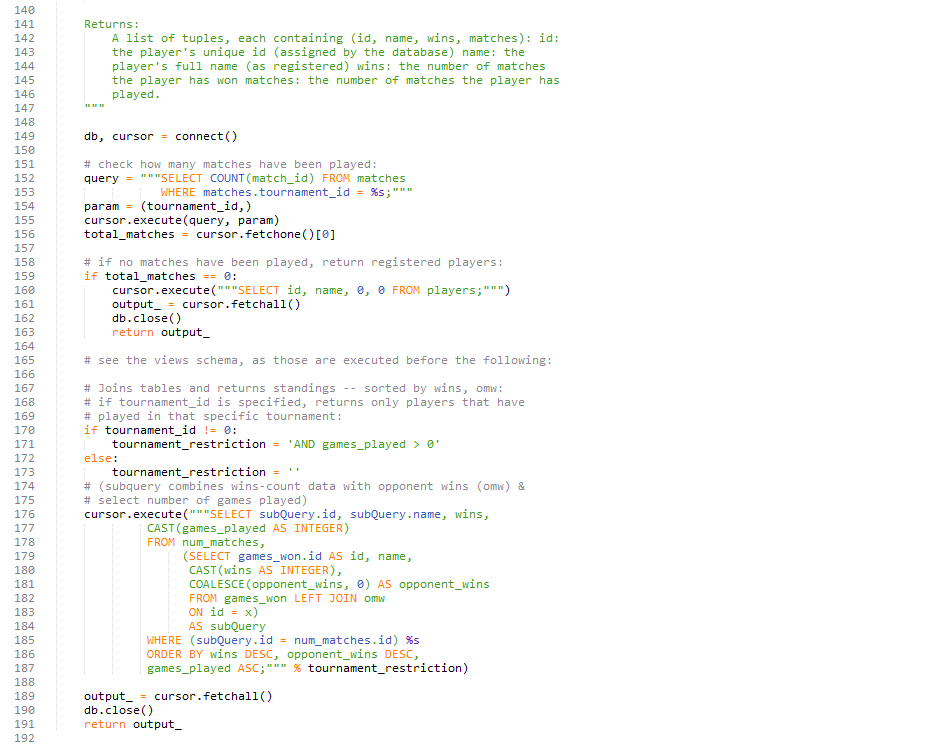 140
141 Returns:
142 A list of tuples, each containing (id, name, wins, matches): id:
143 the player's unique id (assigned by the database) name: the
144 player's full name (as registered) wins: the number of matches
145 the player has won matches: the number of matches the player has
146 played.
147 """
148
149 db, cursor = connect()
150
151 # check how many matches have been played:
152 query = """SELECT COUNT(match_id) FROM matches
153 WHERE matches.tournament_id = %s;"""
154 param = (tournament_id,)
155 cursor.execute(query, param)
156 total_matches = cursor.fetchone()[0]
157
158 # if no matches have been played, return registered players:
159 if total_matches == 0:
160 cursor.execute("""SELECT id, name, 0, 0 FROM players;""")
161 output_ = cursor.fetchall()
162 db.close()
163 return output_
164
165 # see the views schema, as those are executed before the following:
166
167 # Joins tables and returns standings -- sorted by wins, omw:
168 # if tournament_id is specified, returns only players that have
169 # played in that specific tournament:
170 if tournament_id != 0:
171 tournament_restriction = 'AND games_played > 0'
172 else:
173 tournament_restriction = ''
174 # (subquery combines wins-count data with opponent wins (omw) &
175 # select number of games played)
176 cursor.execute("""SELECT subQuery.id, subQuery.name, wins,
177 CAST(games_played AS INTEGER)
178 FROM num_matches,
179 (SELECT games_won.id AS id, name,
180 CAST(wins AS INTEGER),
181 COALESCE(opponent_wins, 0) AS opponent_wins
182 FROM games_won LEFT JOIN omw
183 ON id = x)
184 AS subQuery
185 WHERE (subQuery.id = num_matches.id) %s
186 ORDER BY wins DESC, opponent_wins DESC,
187 games_played ASC;""" % tournament_restriction)
188
189 output_ = cursor.fetchall()
190 db.close()
191 return output_
192